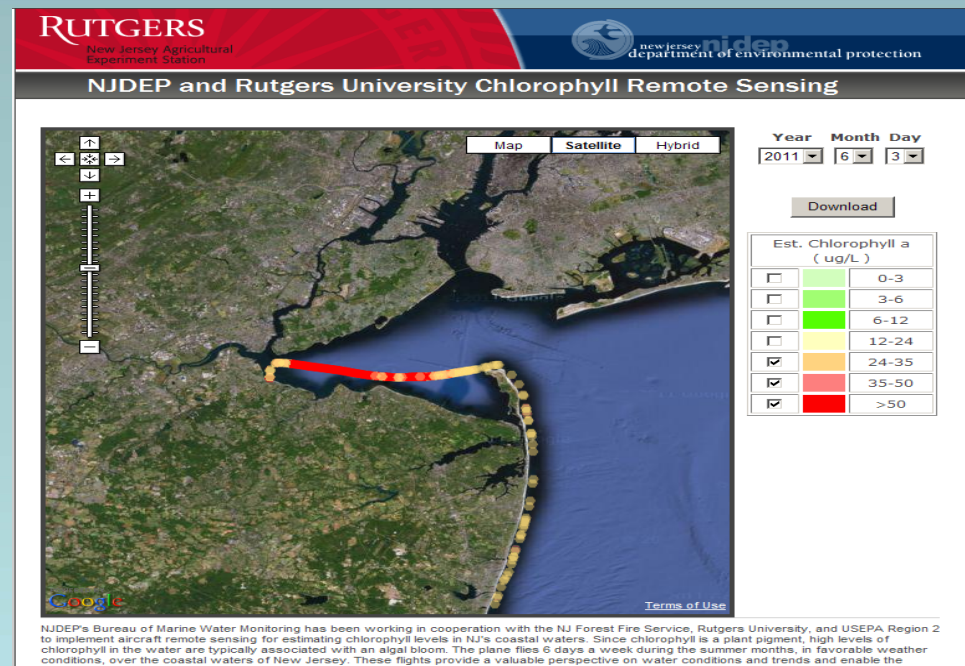 RUTGERS
New Jersey Agricultural
Experiment Station
newjersey njdep
department of environmental protection
NJDEP and Rutgers University Chlorophyll Remote Sensing
Map Satellite Hybrid
Year Month Day
2011 6 3
Download
Est. Chlorophyll a
( ug/L )
0-3
3-6
6-12
12-24
24-35
35-50
>50
Google
Terms of Use
NJDEP's Bureau of Marine Water Monitoring has been working in cooperation with the NJ Forest Fire Service, Rutgers University, and USEPA Region 2
to implement aircraft remote sensing for estimating chlorophyll levels in NJ's coastal waters. Since chlorophyll is a plant pigment, high levels of
chlorophyll in the water are typically associated with an algal bloom. The plane flies 6 days a week during the summer months, in favorable weather
conditions, over the coastal waters of New Jersey. These flights provide a valuable perspective on water conditions and trends and enable the